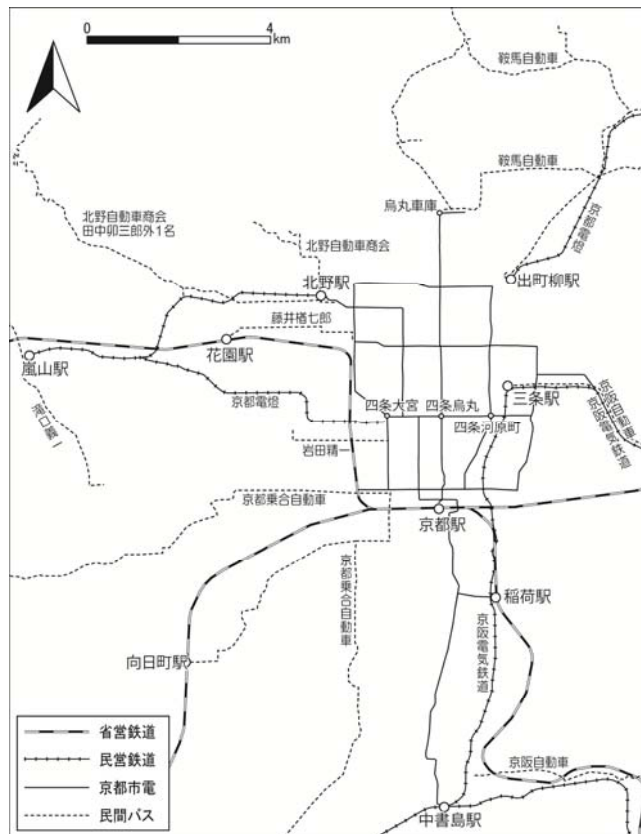 0
4
km
鞍馬自動車
鞍馬自動車
京都電燈
烏丸車庫
出町柳駅
北野自動車商会
田中卯三郎外1名
北野自動車商会
北野駅
藤井楢七郎
花園駅
嵐山駅
滝口義一
京都電燈
三条駅
京阪自動車
京阪電気鉄道
四条大宮
四条烏丸
四条河原町
岩田精一
京都乗合自動車
京都駅
京都乗合自動車
稲荷駅
京阪電気鉄道
向日町駅
京阪自動車
中書島駅
省営鉄道
民営鉄道
京都市電
民間バス